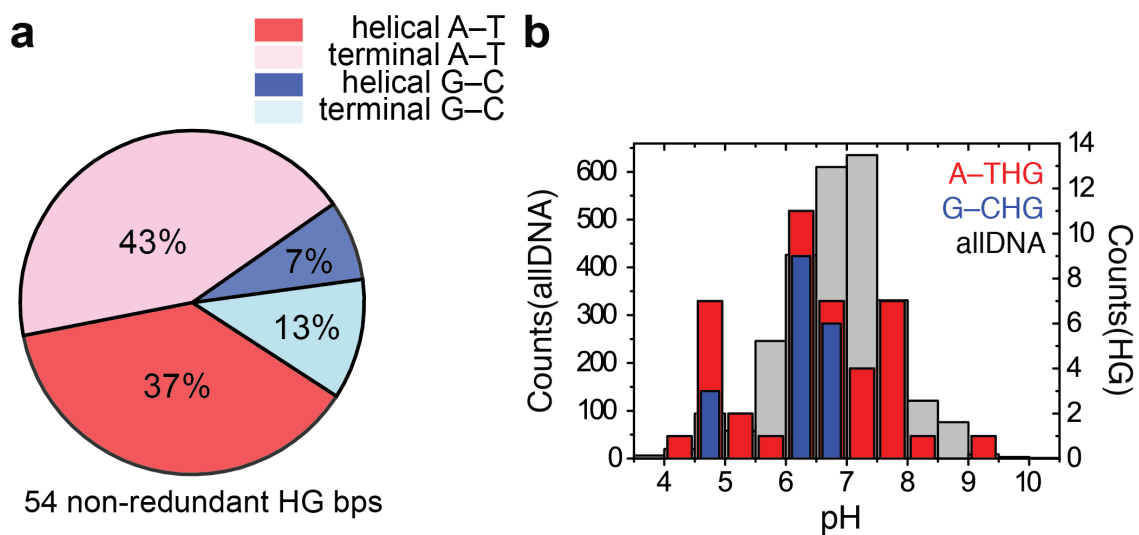 a
helical A–T
terminal A–T
helical G–C
terminal G–C
43%
7%
13%
37%
54 non-redundant HG bps
b
Counts(allDNA)
600
500
400
300
200
100
0
A–THG
G–CHG
allDNA
14
12
10
8
6
4
2
0
Counts(HG)
4 5 6 7 8 9 10
pH